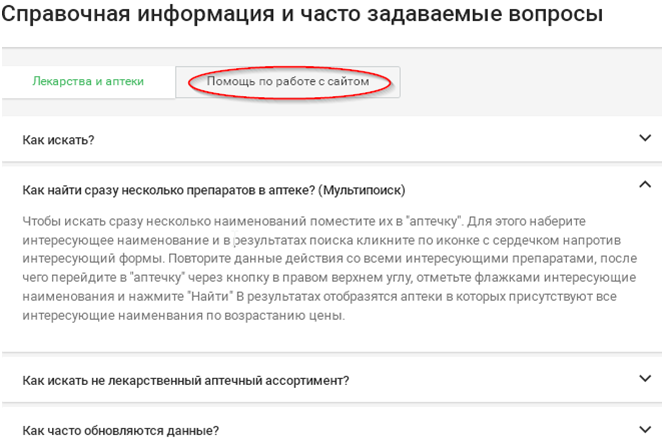 Справочная информация и часто задаваемые вопросы
Лекарства и аптеки
Помощь по работе с сайтом
Как искать?
Как найти сразу несколько препаратов в аптеке? (Мультипоиск)
Чтобы искать сразу несколько наименований поместите их в "аптечку". Для этого наберите
интересующее наименование и в результатах поиска кликните по иконке с сердечком напротив
интересующий формы. Повторите данные действия со всеми интересующими препаратами, после
чего перейдите в "аптечку" через кнопку в правом верхнем углу, отметьте флажками интересующие
наименования и нажмите "Найти" В результатах отобразятся аптеки в которых присутствуют все
интересующие наименвания по возрастанию цены.
Как искать не лекарственный аптечный ассортимент?
Как часто обновляются данные?